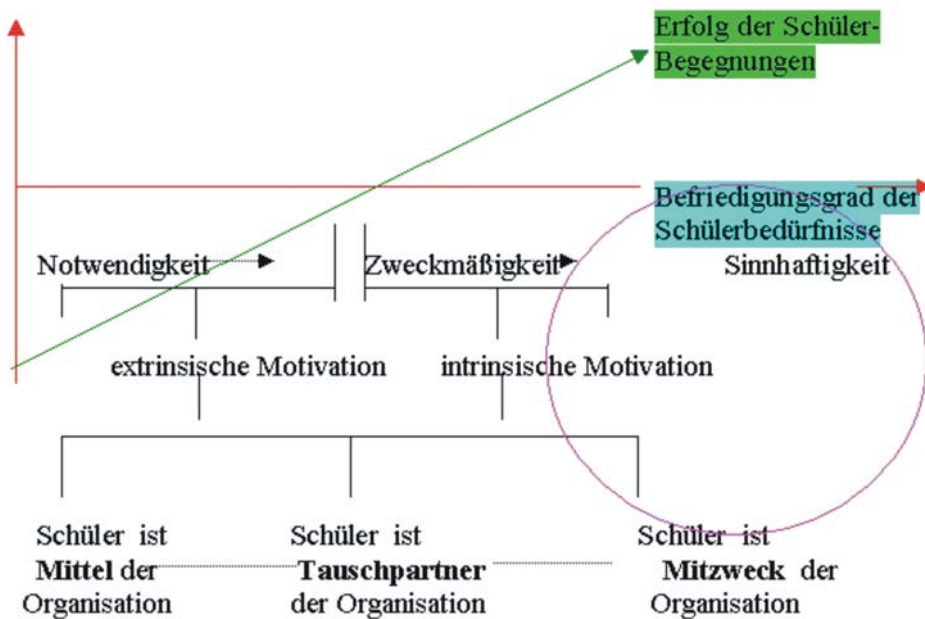 Erfolg der Schüler-
Begegnungen
Befriedigungsgrad der
Schülerbedürfnisse
Notwendigkeit
Zweckmäßigkeit
Sinnhaftigkeit
extrinsische Motivation
intrinsische Motivation
Schüler ist
Mittel der
Organisation
Schüler ist
Tauschpartner
der Organisation
Schüler ist
Mitzweck der
Organisation